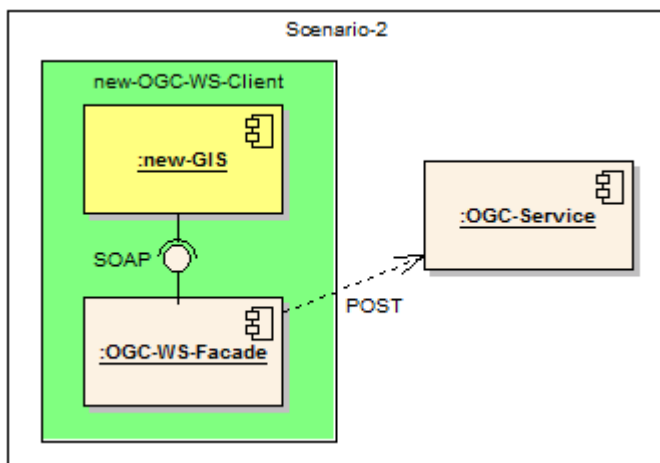 Scenario-2
new-OGC-WS-Client
:new-GIS
:OGC-Service
SOAP
POST
:OGC-WS-Facade